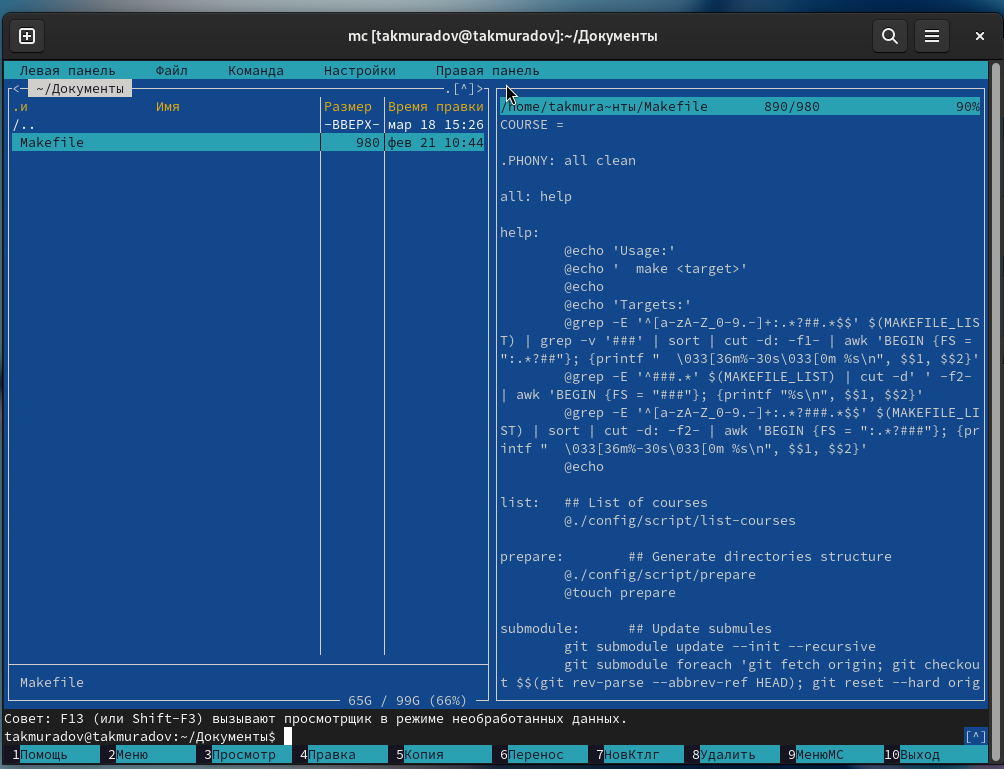 mc [takmuradov@takmuradov]:~/Документы
Левая панель Файл Команда Настройки Правая панель
<─ ~/Документы .[^]>
.и Имя Размер Время правки
/.. -ВВЕРХ- мар 18 15:26
Makefile 980 фев 21 10:44
Makefile
65G / 99G (66%)
/home/takmura~нты/Makefile 890/980 90%
COURSE =
.PHONY: all clean
all: help
help:
@echo 'Usage:'
@echo '  make <target>'
@echo
@echo 'Targets:'
@grep -E '^[a-zA-Z_0-9.-]+:.*?##.*$$' $(MAKEFILE_LIS
T) | grep -v '###' | sort | cut -d: -f1- | awk 'BEGIN {FS =
":.*?##"}; {printf "  \033[36m%-30s\033[0m %s\n", $$1, $$2}'
@grep -E '^###.*' $(MAKEFILE_LIST) | cut -d' ' -f2-
| awk 'BEGIN {FS = "###"}; {printf "%s\n", $$1, $$2}'
@grep -E '^[a-zA-Z_0-9.-]+:.*?###.*$$' $(MAKEFILE_LI
ST) | sort | cut -d: -f2- | awk 'BEGIN {FS = ":.*?###"}; {pr
intf "  \033[36m%-30s\033[0m %s\n", $$1, $$2}'
@echo
list:   ## List of courses
@./config/script/list-courses
prepare:        ## Generate directories structure
@./config/script/prepare
@touch prepare
submodule:      ## Update submules
git submodule update --init --recursive
git submodule foreach 'git fetch origin; git checkou
t $$(git rev-parse --abbrev-ref HEAD); git reset --hard orig
Совет: F13 (или Shift-F3) вызывают просмотрщик в режиме необработанных данных.
takmuradov@takmuradov:~/Документы$ [^]
1Помощь 2Меню 3Просмотр 4Правка 5Копия 6Перенос 7НовКтлг 8Удалить 9МенюМС 10Выход